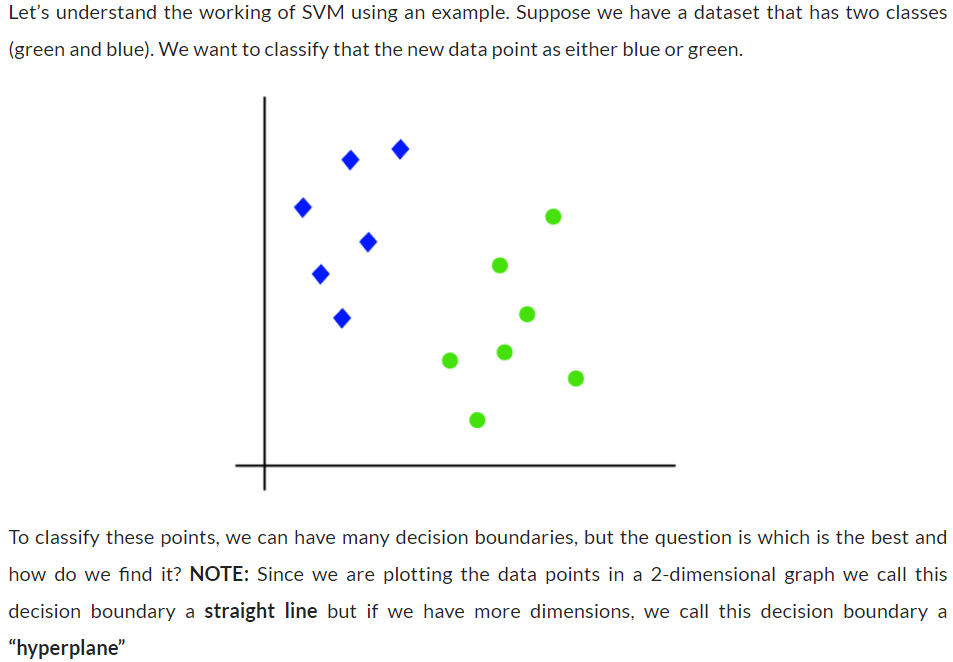 Let’s understand the working of SVM using an example. Suppose we have a dataset that has two classes
(green and blue). We want to classify that the new data point as either blue or green.
To classify these points, we can have many decision boundaries, but the question is which is the best and
how do we find it? NOTE: Since we are plotting the data points in a 2-dimensional graph we call this
decision boundary a straight line but if we have more dimensions, we call this decision boundary a
“hyperplane”